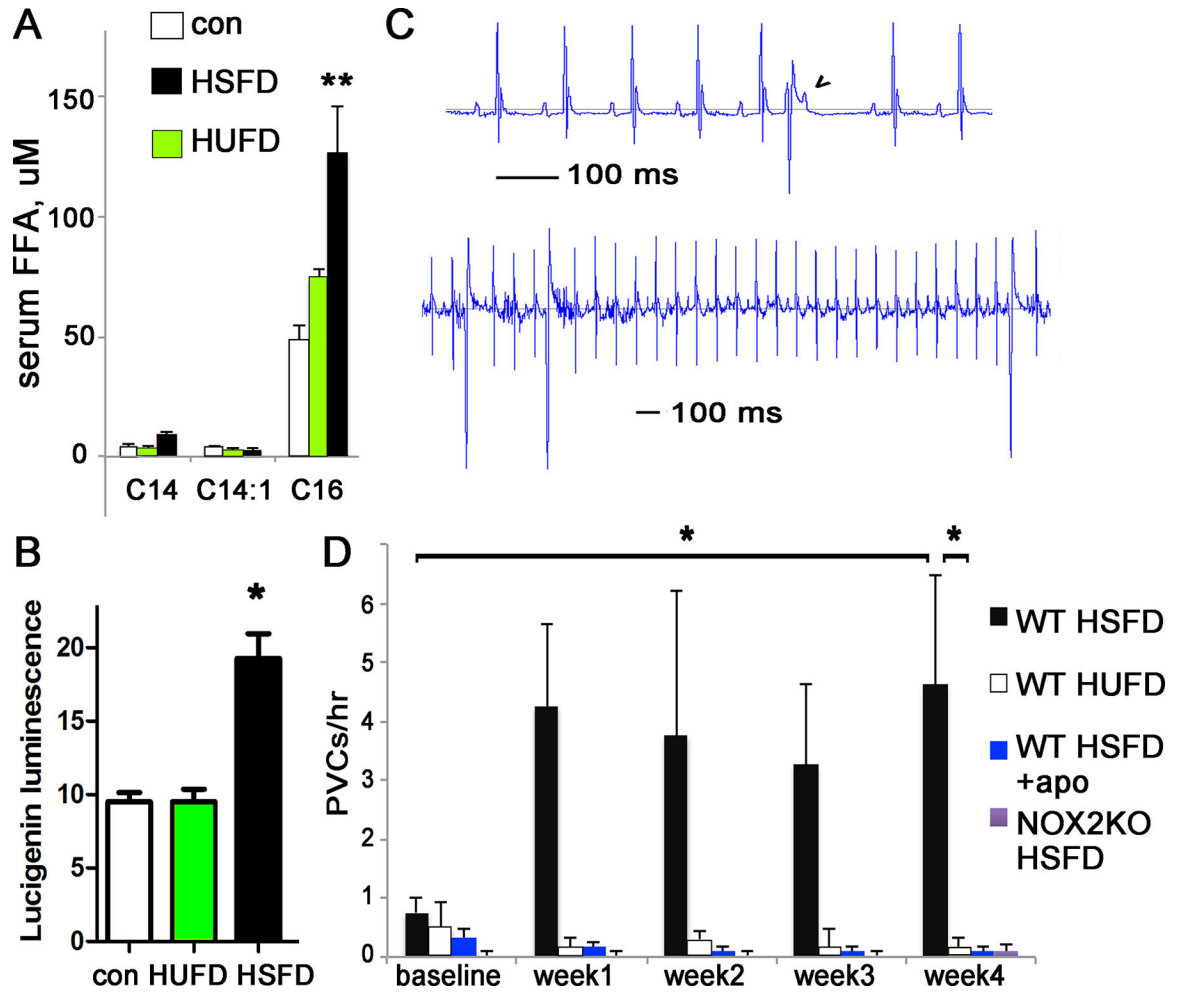 A
con
HSFD
HUFD
**
serum FFA, uM
150
100
50
0
C14 C14:1 C16
C
100 ms
100 ms
B
Lucigenin luminescence
*
20
15
10
5
0
con HUFD HSFD
D
*
*
PVCs/hr
6
5
4
3
2
1
0
baseline week1 week2 week3 week4
WT HSFD
WT HUFD
WT HSFD
+apo
NOX2KO
HSFD